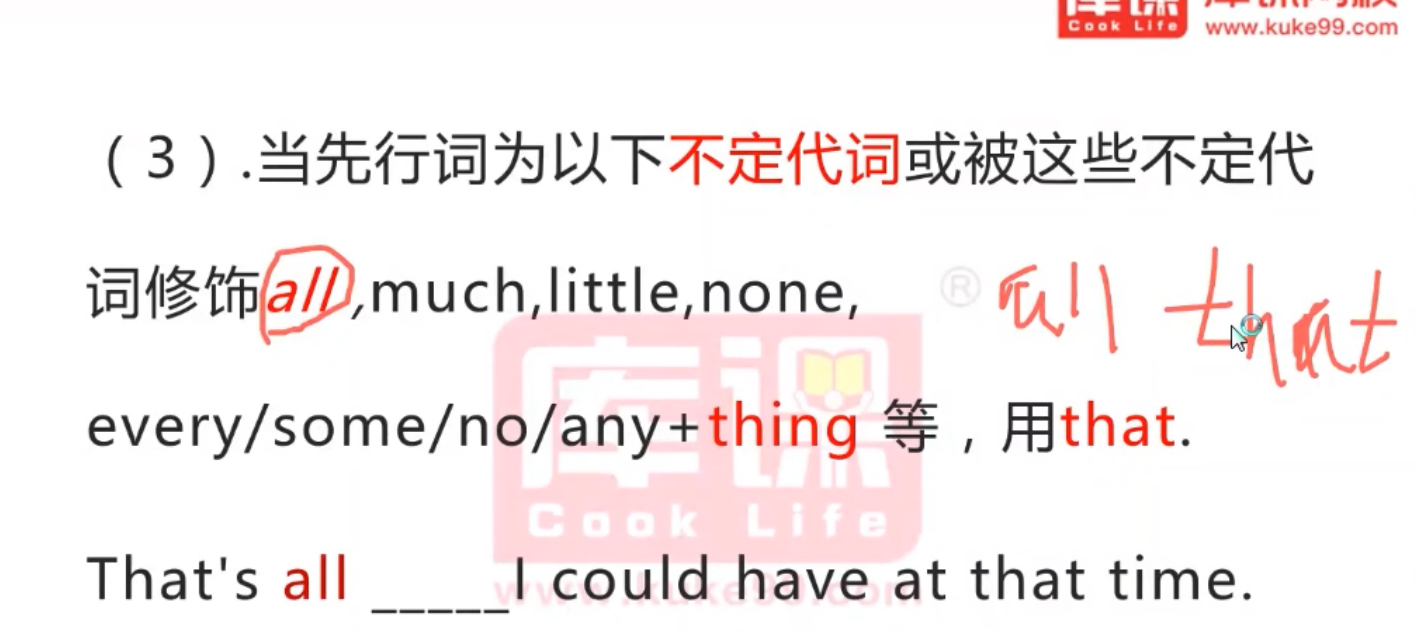 Cook Life
www.kuke99.com
（3）.当先行词为以下不定代词或被这些不定代
词修饰all,much,little,none,
® all that
every/some/no/any+thing 等，用that.
库课
Cook Life
That's all _____I could have at that time.
www.kuke99.com